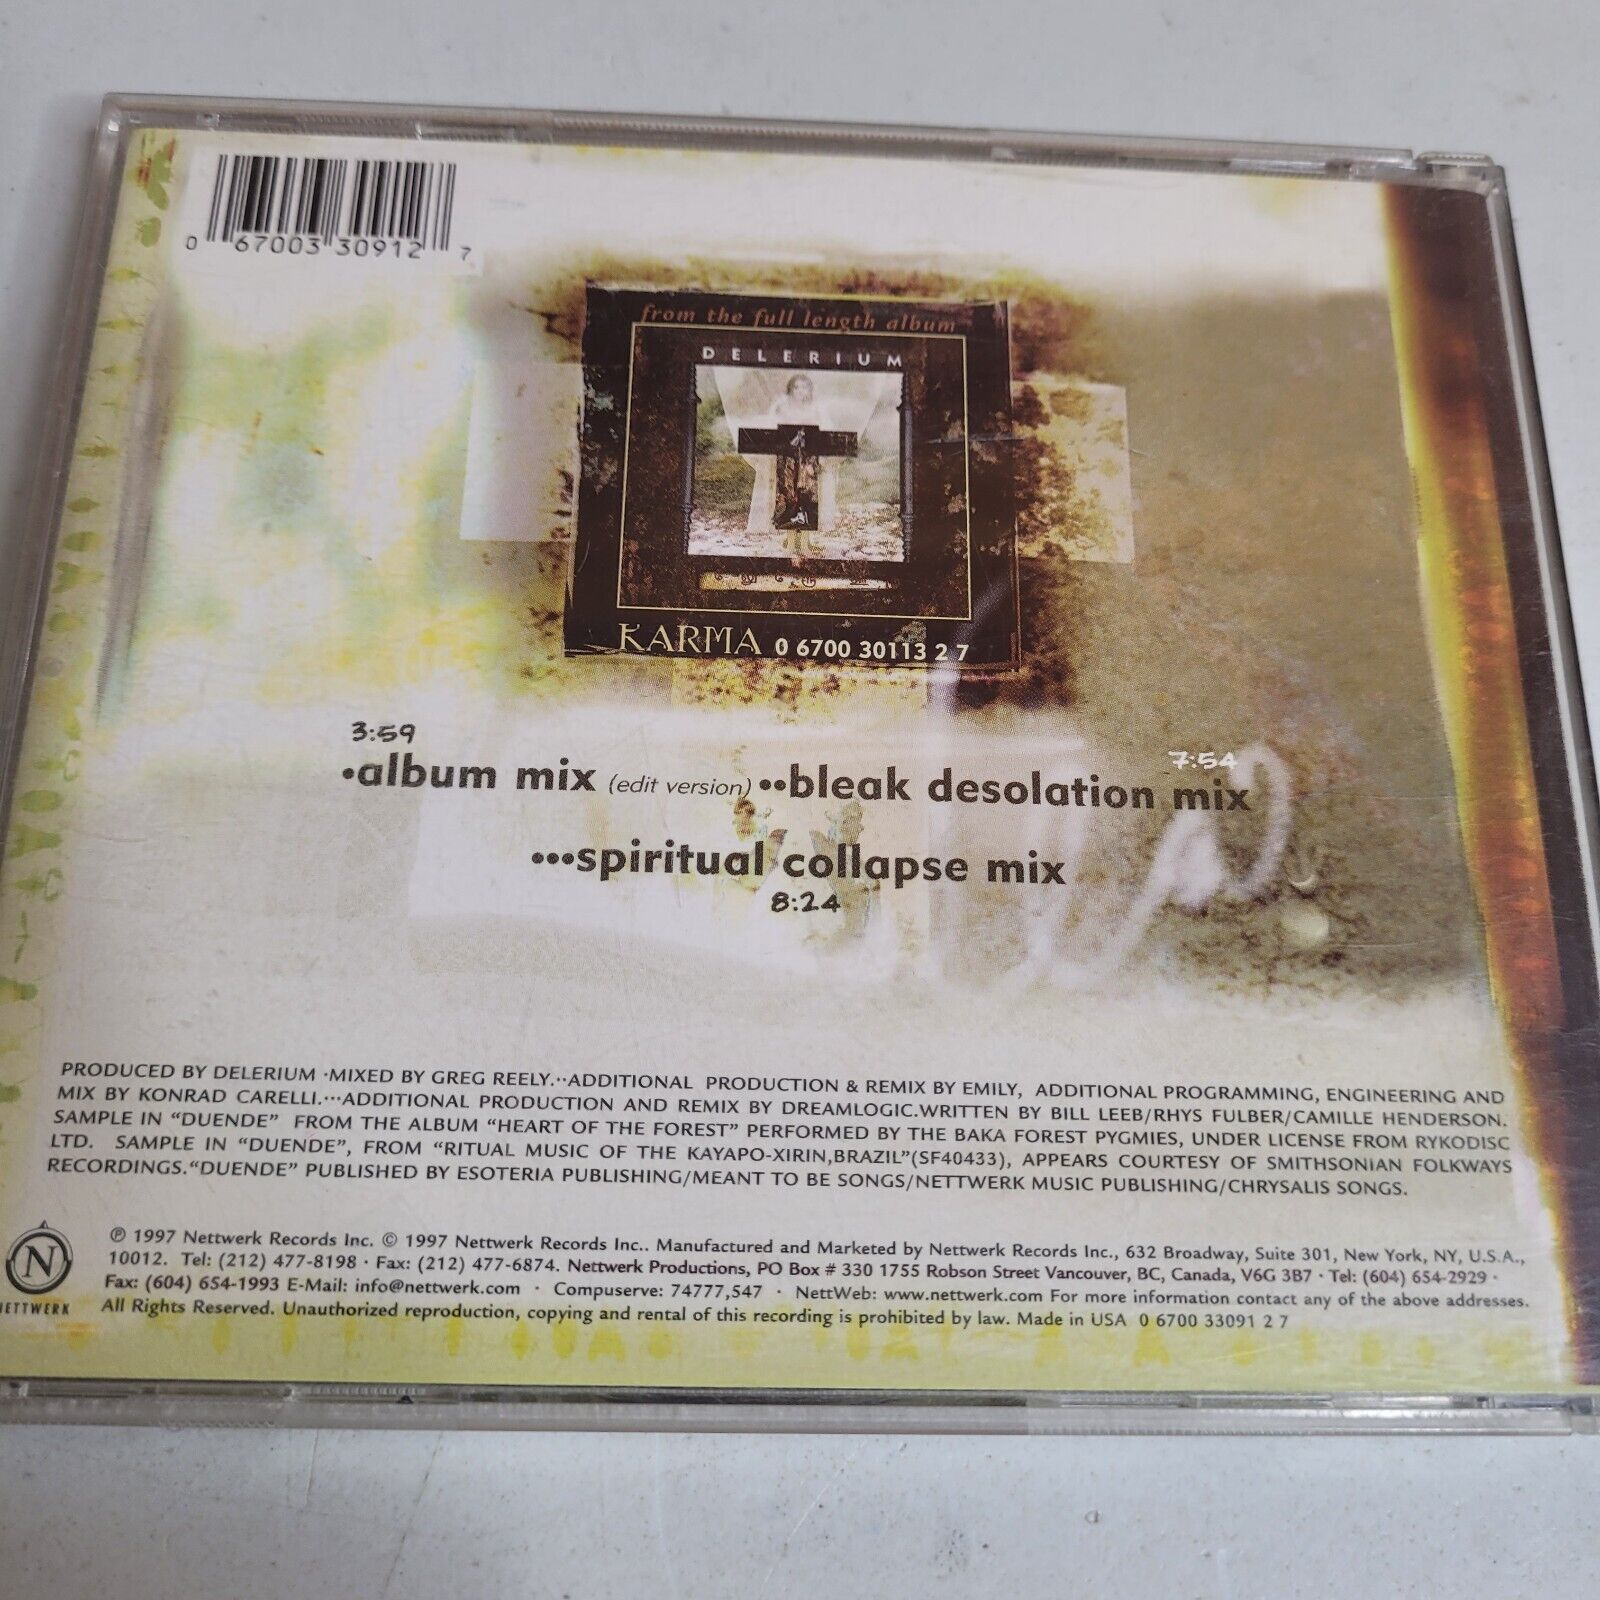 0 67003 30912 7
from the full length album
DELERIUM
KARMA 0 6700 30113 2 7
3:59
•album mix (edit version) ••bleak desolation mix
7:54
•••spiritual collapse mix
8:24
PRODUCED BY DELERIUM ·MIXED BY GREG REELY.··ADDITIONAL PRODUCTION & REMIX BY EMILY, ADDITIONAL PROGRAMMING, ENGINEERING AND
MIX BY KONRAD CARELLI.···ADDITIONAL PRODUCTION AND REMIX BY DREAMLOGIC.WRITTEN BY BILL LEEB/RHYS FULBER/CAMILLE HENDERSON.
SAMPLE IN “DUENDE” FROM THE ALBUM “HEART OF THE FOREST” PERFORMED BY THE BAKA FOREST PYGMIES, UNDER LICENSE FROM RYKODISC
LTD. SAMPLE IN “DUENDE”, FROM “RITUAL MUSIC OF THE KAYAPO-XIRIN,BRAZIL”(SF40433), APPEARS COURTESY OF SMITHSONIAN FOLKWAYS
RECORDINGS.“DUENDE” PUBLISHED BY ESOTERIA PUBLISHING/MEANT TO BE SONGS/NETTWERK MUSIC PUBLISHING/CHRYSALIS SONGS.
N
NETTWERK
℗ 1997 Nettwerk Records Inc. © 1997 Nettwerk Records Inc.. Manufactured and Marketed by Nettwerk Records Inc., 632 Broadway, Suite 301, New York, NY, U.S.A.,
10012. Tel: (212) 477-8198 · Fax: (212) 477-6874. Nettwerk Productions, PO Box # 330 1755 Robson Street Vancouver, BC, Canada, V6G 3B7 · Tel: (604) 654-2929 ·
Fax: (604) 654-1993 E-Mail: info@nettwerk.com · Compuserve: 74777,547 · NettWeb: www.nettwerk.com For more information contact any of the above addresses.
All Rights Reserved. Unauthorized reproduction, copying and rental of this recording is prohibited by law. Made in USA 0 6700 33091 2 7